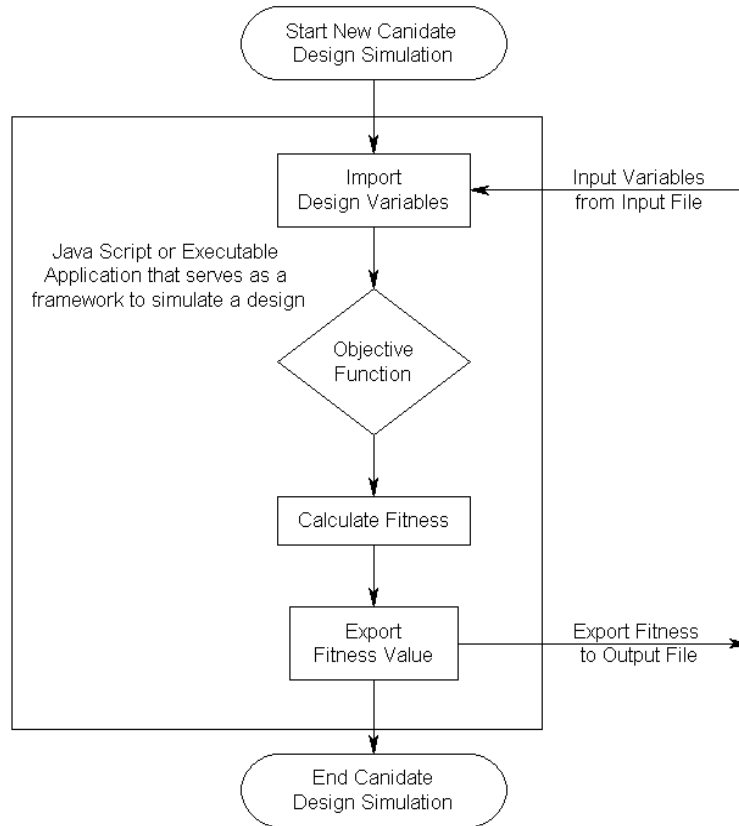 Start New Canidate
Design Simulation
Import
Design Variables
Input Variables
from Input File
Java Script or Executable
Application that serves as a
framework to simulate a design
Objective
Function
Calculate Fitness
Export
Fitness Value
Export Fitness
to Output File
End Canidate
Design Simulation